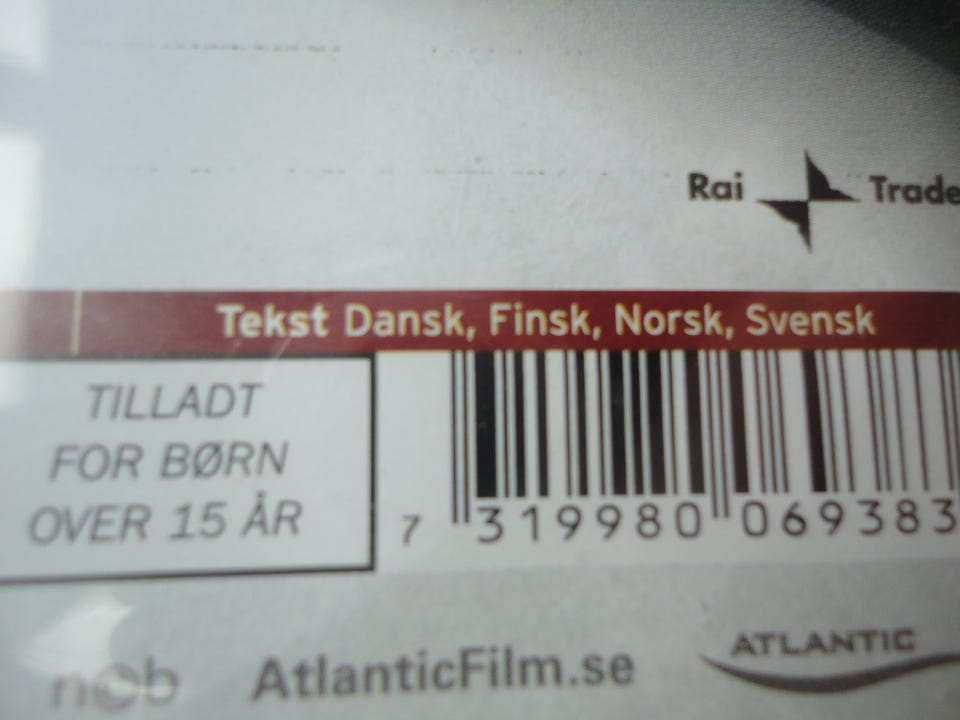 Rai Trade
Tekst Dansk, Finsk, Norsk, Svensk
TILLADT
FOR BØRN
OVER 15 ÅR
7 319980 069383
ncb
AtlanticFilm.se
ATLANTIC